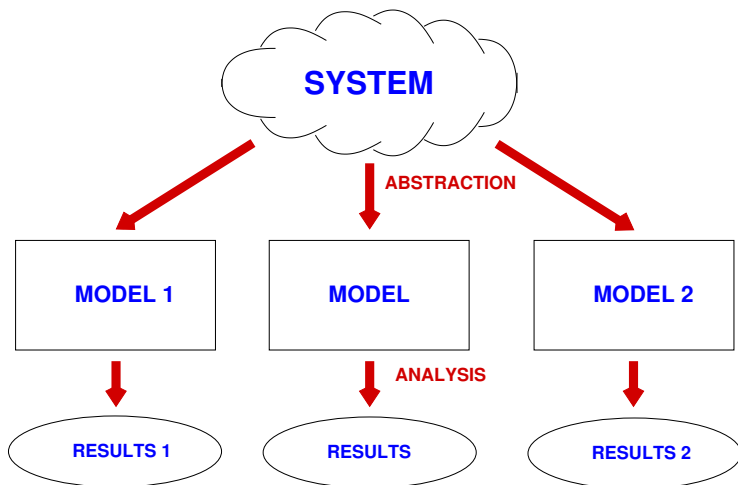 SYSTEM
ABSTRACTION
MODEL 1
MODEL
MODEL 2
ANALYSIS
RESULTS 1
RESULTS
RESULTS 2